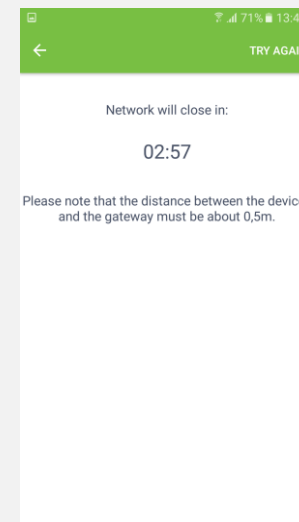 71% 13:4
TRY AGAI
Network will close in:
02:57
Please note that the distance between the device
and the gateway must be about 0,5m.